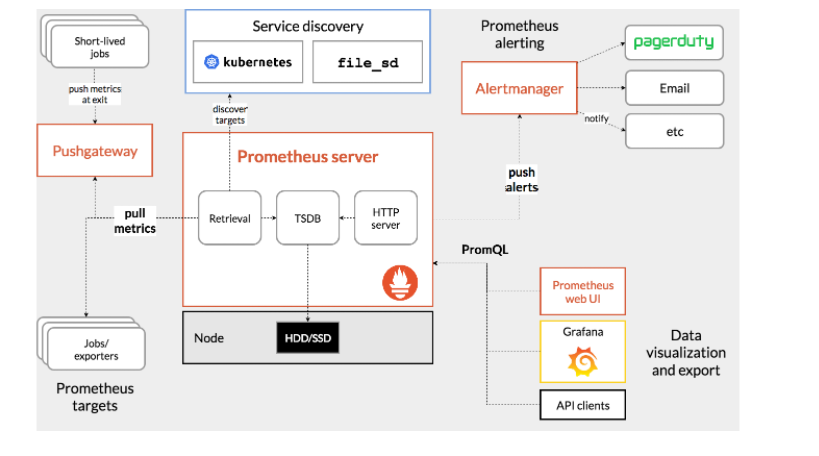 Short-lived
jobs
push metrics
at exit
Pushgateway
pull
metrics
Jobs/
exporters
Prometheus
targets
Service discovery
kubernetes
file_sd
discover
targets
Prometheus server
Retrieval
TSDB
HTTP
server
Node
HDD/SSD
Prometheus
alerting
Alertmanager
pagerduty
Email
etc
notify
push
alerts
PromQL
Prometheus
web UI
Grafana
API clients
Data
visualization
and export